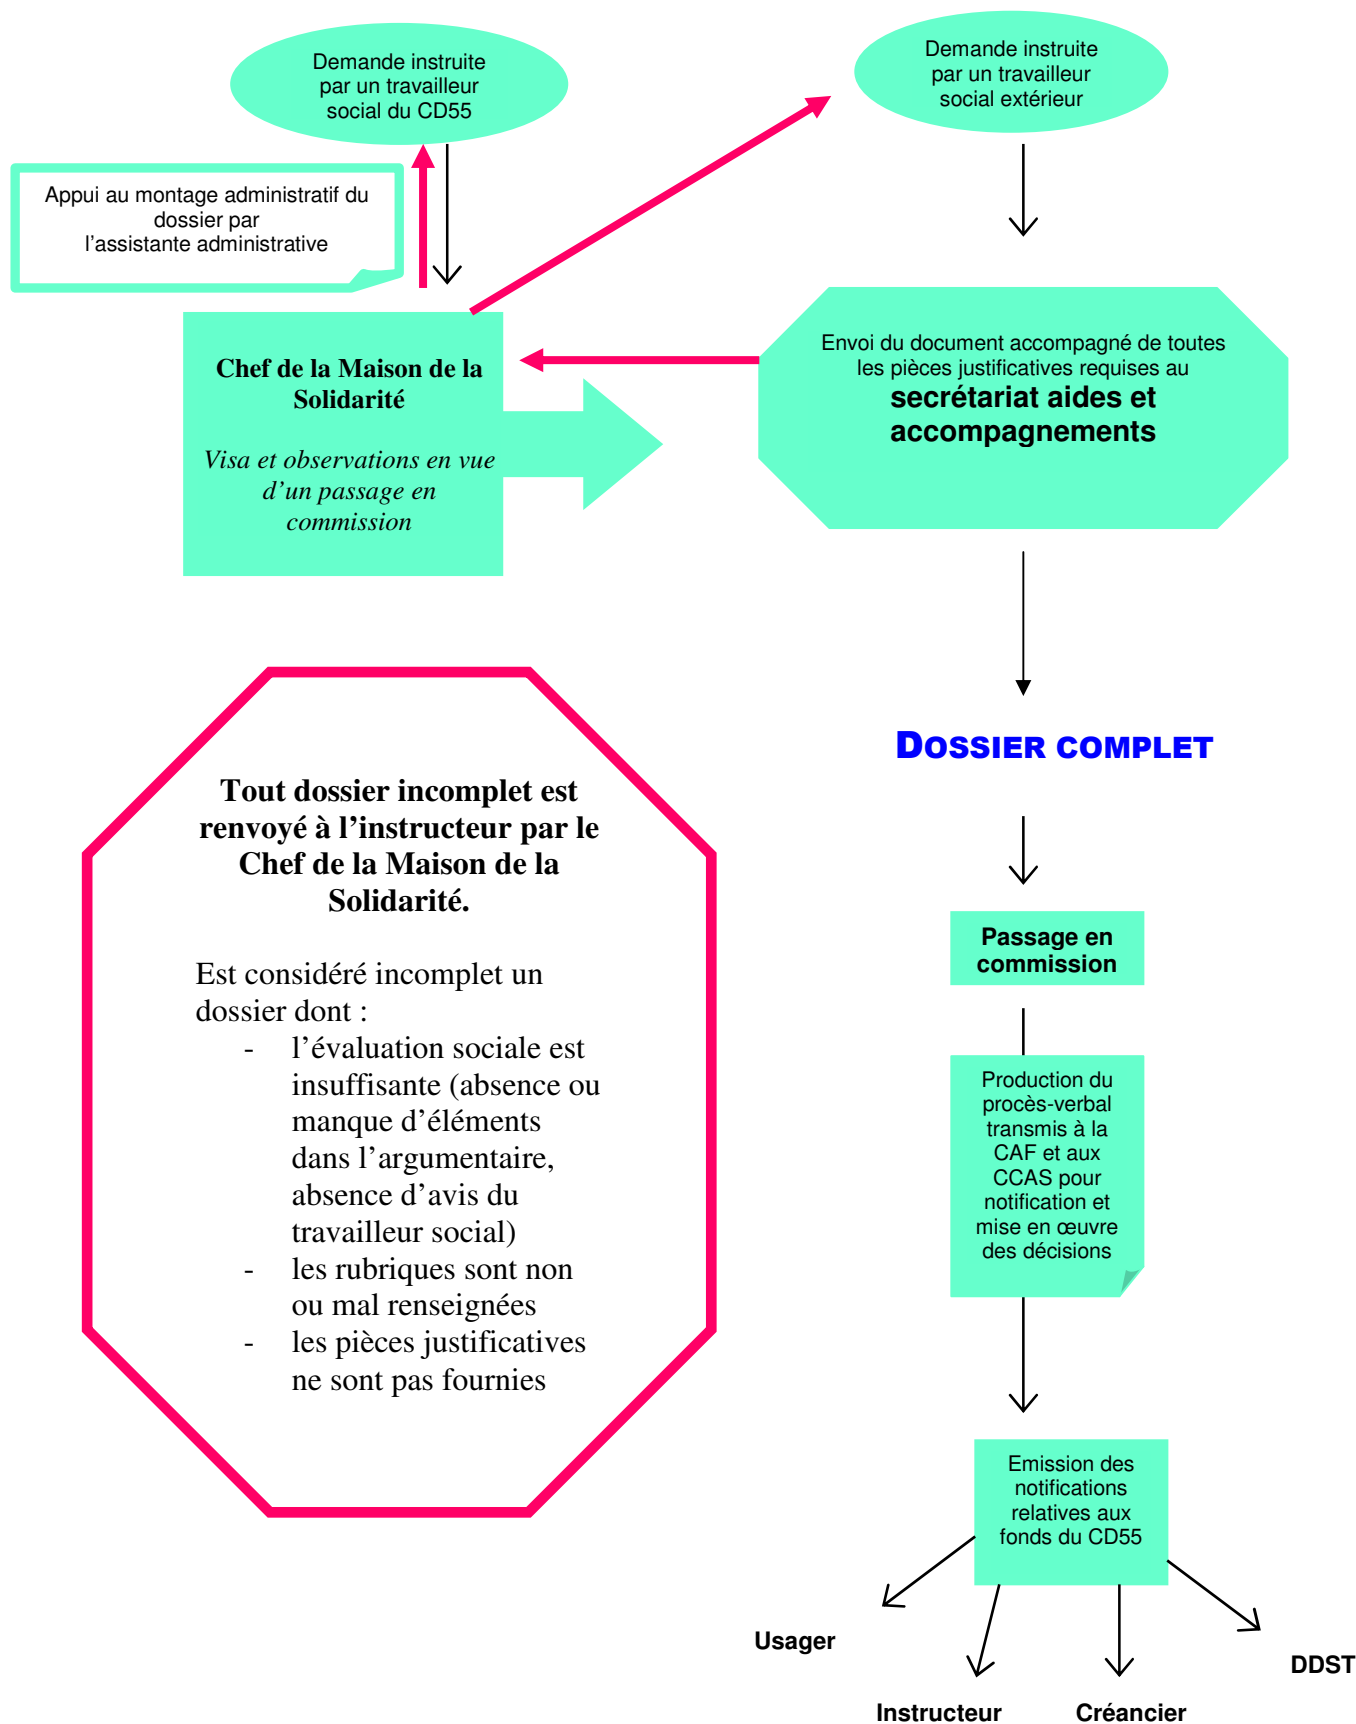 Demande instruite
par un travailleur
social du CD55
Demande instruite
par un travailleur
social extérieur
Appui au montage administratif du
dossier par
l’assistante administrative
Chef de la Maison de la
Solidarité
Visa et observations en vue
d’un passage en
commission
Envoi du document accompagné de toutes
les pièces justificatives requises au
secrétariat aides et
accompagnements
DOSSIER COMPLET
Tout dossier incomplet est
renvoyé à l’instructeur par le
Chef de la Maison de la
Solidarité.
Est considéré incomplet un
dossier dont :
- l’évaluation sociale est
insuffisante (absence ou
manque d’éléments
dans l’argumentaire,
absence d’avis du
travailleur social)
- les rubriques sont non
ou mal renseignées
- les pièces justificatives
ne sont pas fournies
Passage en
commission
Production du
procès-verbal
transmis à la
CAF et aux
CCAS pour
notification et
mise en œuvre
des décisions
Emission des
notifications
relatives aux
fonds du CD55
Usager
Instructeur
Créancier
DDST